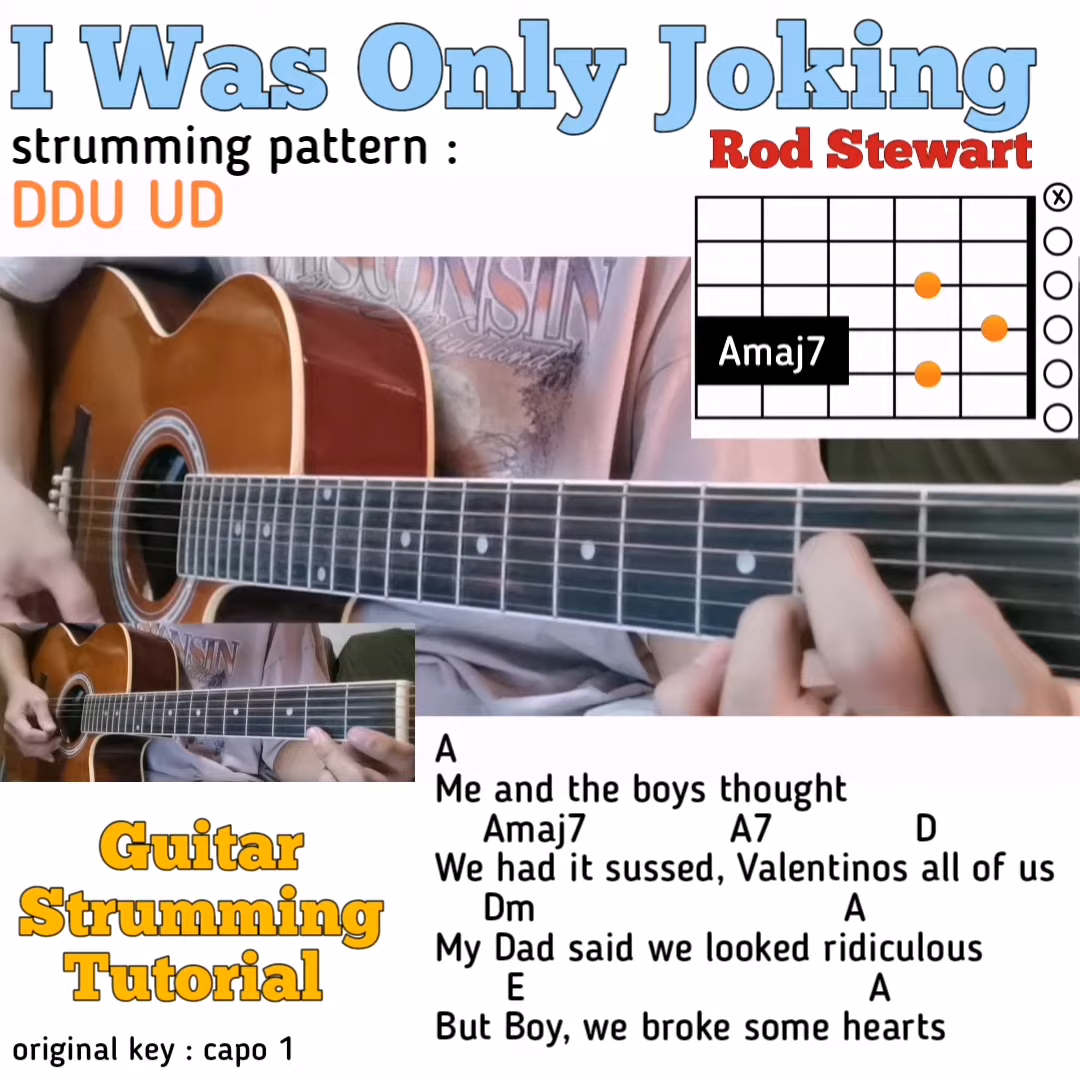 I Was Only Joking
Rod Stewart
strumming pattern :
DDU UD
X
Amaj7
WISCONSIN
A
Me and the boys thought
Amaj7 A7 D
We had it sussed, Valentinos all of us
Dm A
My Dad said we looked ridiculous
E A
But Boy, we broke some hearts
Guitar
Strumming
Tutorial
original key : capo 1